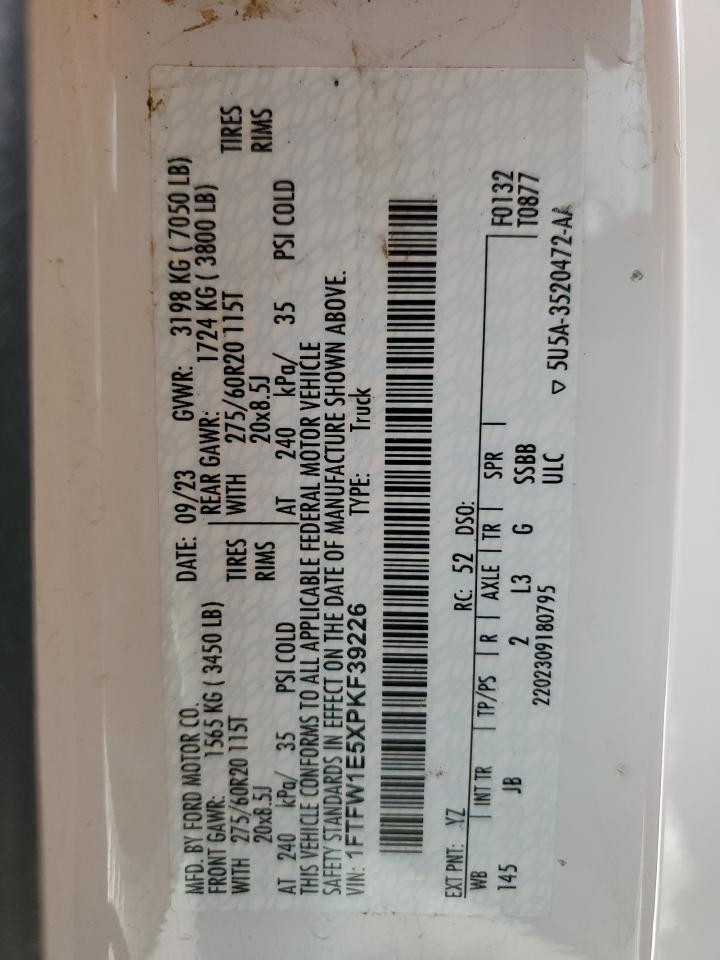 MFD. BY FORD MOTOR CO. DATE: 09/23 GVWR: 3198 KG ( 7050 LB)
FRONT GAWR: 1565 KG ( 3450 LB) REAR GAWR: 1724 KG ( 3800 LB)
WITH 275/60R20 115T TIRES WITH 275/60R20 115T TIRES
20x8.5J RIMS 20x8.5J RIMS
AT 240 kPa/ 35 PSI COLD AT 240 kPa/ 35 PSI COLD
THIS VEHICLE CONFORMS TO ALL APPLICABLE FEDERAL MOTOR VEHICLE
SAFETY STANDARDS IN EFFECT ON THE DATE OF MANUFACTURE SHOWN ABOVE.
VIN: 1FTFW1E5XPKF39226 TYPE: Truck
EXT PNT: YZ RC: 52 DSO:
WB INT TR TP/PS R AXLE TR SPR F0132
145 JB 2 L3 G SSBB T0877
2202309180795 ULC ▽ 5U5A-3520472-AA